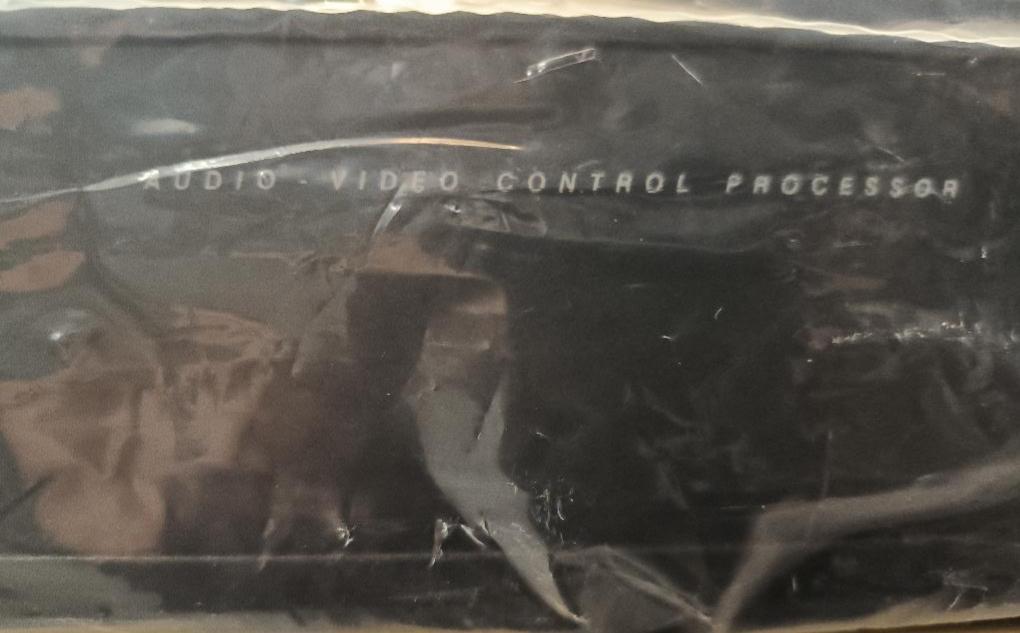 AUDIO - VIDEO CONTROL PROCESSOR